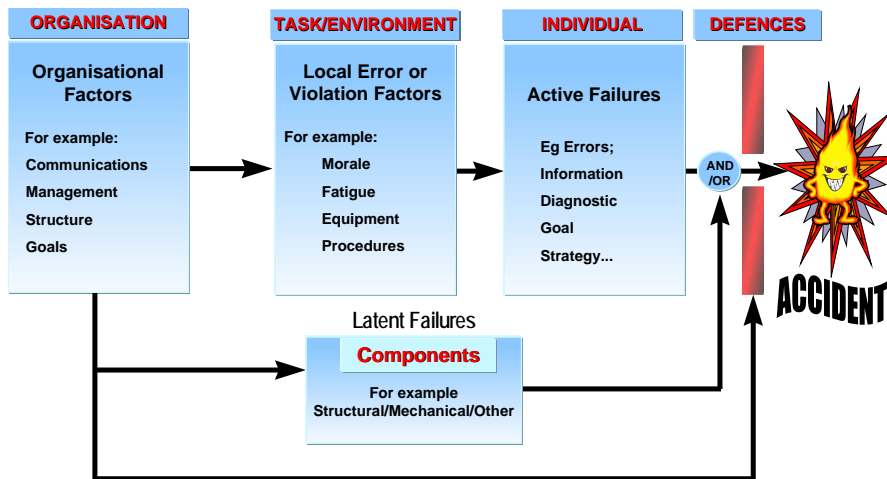 ORGANISATION
Organisational
Factors
For example:
Communications
Management
Structure
Goals
TASK/ENVIRONMENT
Local Error or
Violation Factors
For example:
Morale
Fatigue
Equipment
Procedures
INDIVIDUAL
Active Failures
Eg Errors;
Information
Diagnostic
Goal
Strategy...
DEFENCES
AND
/OR
ACCIDENT
Latent Failures
Components
For example
Structural/Mechanical/Other